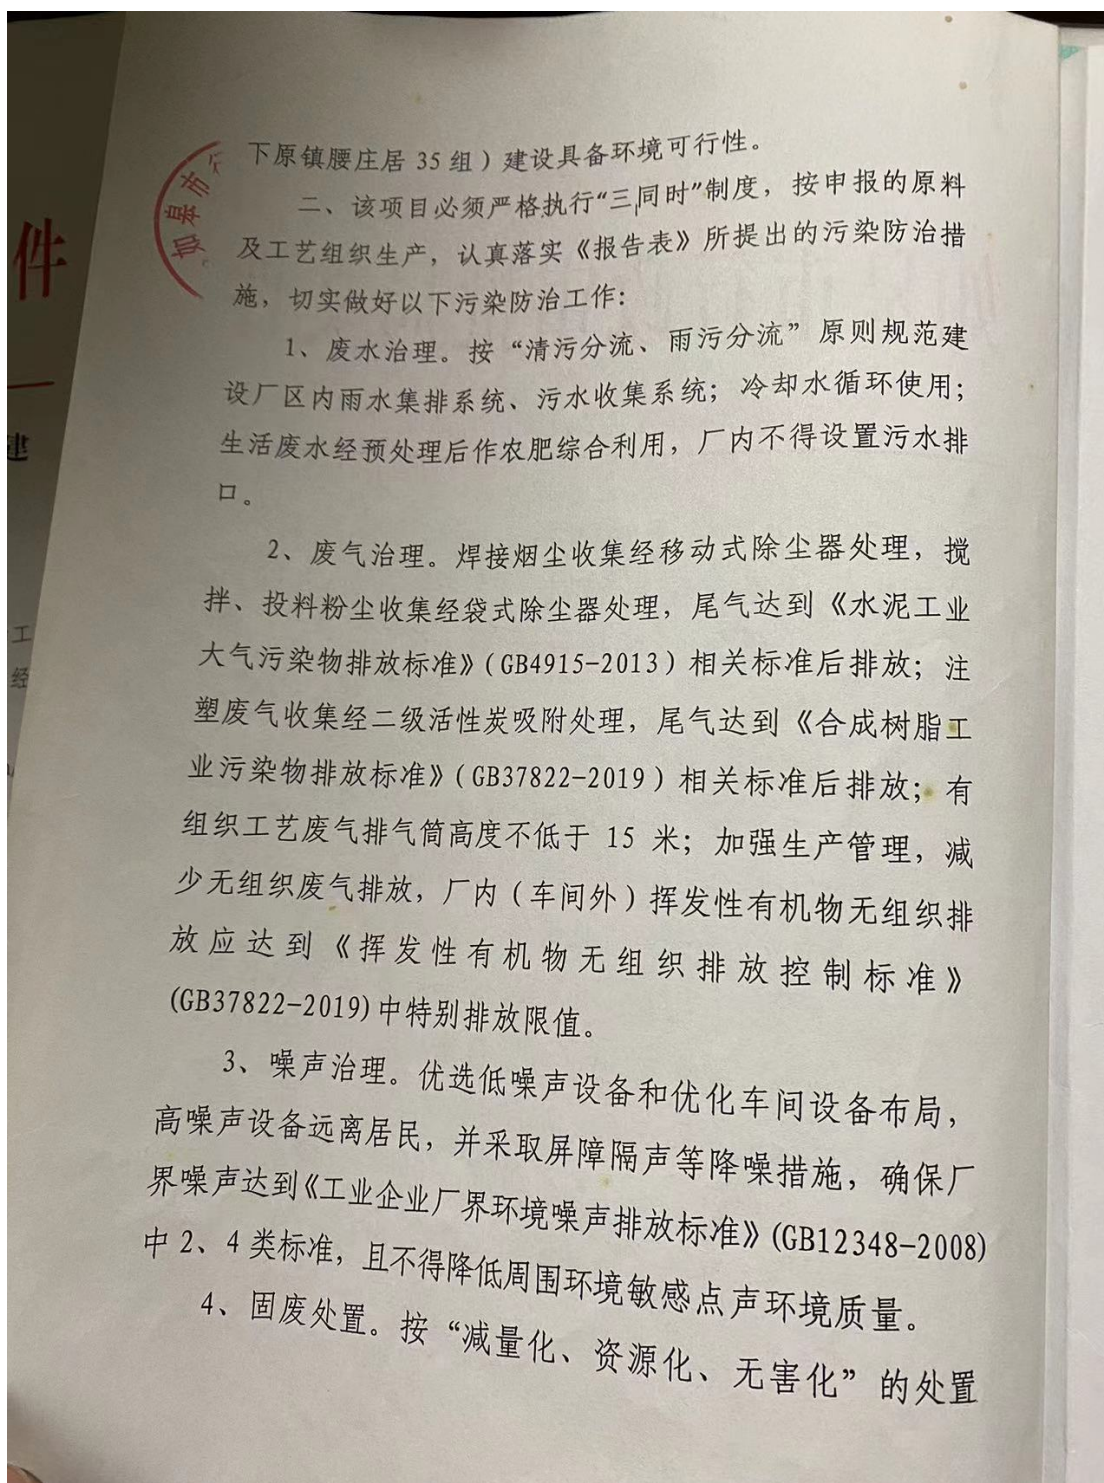 下原镇腰庄居 35 组）建设具备环境可行性。
二、该项目必须严格执行“三同时”制度，按申报的原料
及工艺组织生产，认真落实《报告表》所提出的污染防治措
施，切实做好以下污染防治工作：
1、废水治理。按“清污分流、雨污分流”原则规范建
设厂区内雨水集排系统、污水收集系统；冷却水循环使用；
生活废水经预处理后作农肥综合利用，厂内不得设置污水排
口。
2、废气治理。焊接烟尘收集经移动式除尘器处理，搅
拌、投料粉尘收集经袋式除尘器处理，尾气达到《水泥工业
大气污染物排放标准》（GB4915-2013）相关标准后排放；注
塑废气收集经二级活性炭吸附处理，尾气达到《合成树脂工
业污染物排放标准》（GB37822-2019）相关标准后排放；有
组织工艺废气排气筒高度不低于 15 米；加强生产管理，减
少无组织废气排放，厂内（车间外）挥发性有机物无组织排
放应达到《挥发性有机物无组织排放控制标准》
(GB37822-2019)中特别排放限值。
3、噪声治理。优选低噪声设备和优化车间设备布局，
高噪声设备远离居民，并采取屏障隔声等降噪措施，确保厂
界噪声达到《工业企业厂界环境噪声排放标准》(GB12348-2008)
中 2、4 类标准，且不得降低周围环境敏感点声环境质量。
4、固废处置。按“减量化、资源化、无害化”的处置
件
建
工
经
如皋市